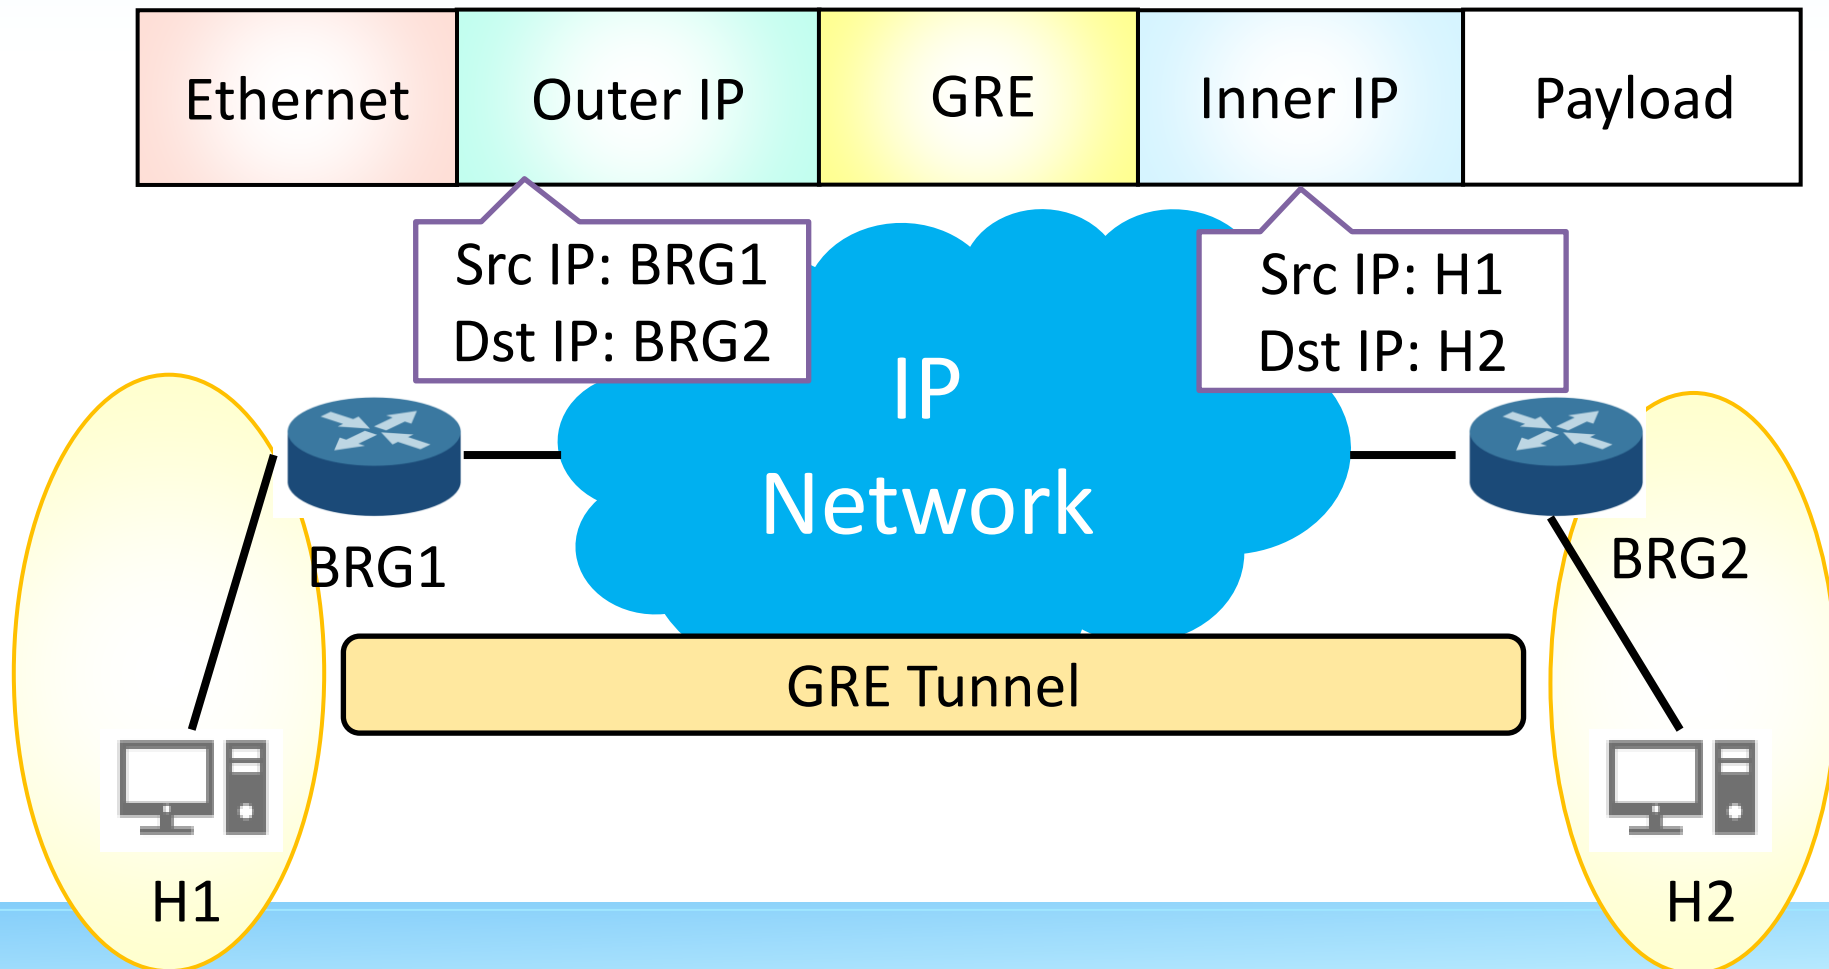 Ethernet
Outer IP
GRE
Inner IP
Payload
Src IP: BRG1
Dst IP: BRG2
Src IP: H1
Dst IP: H2
IP
Network
BRG1
BRG2
GRE Tunnel
H1
H2